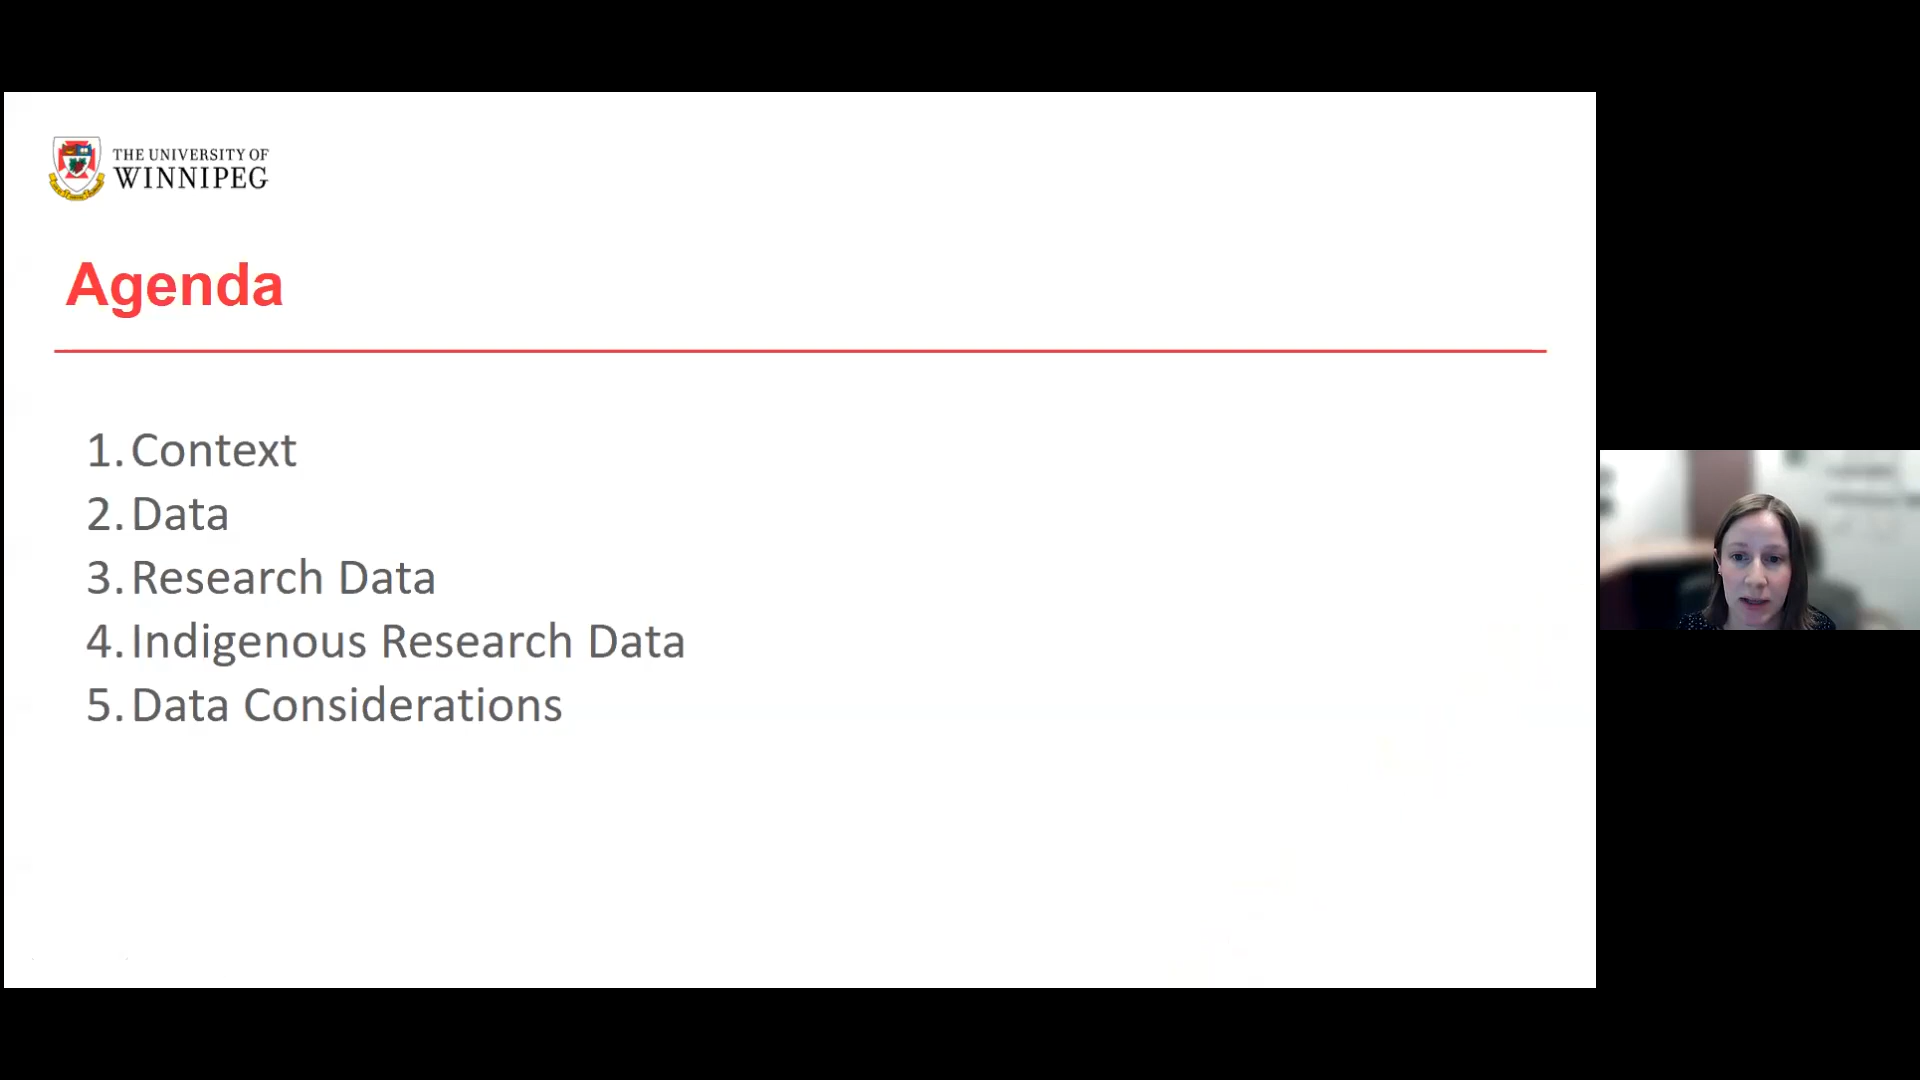 THE UNIVERSITY OF
WINNIPEG
Agenda
1. Context
2. Data
3. Research Data
4. Indigenous Research Data
5. Data Considerations